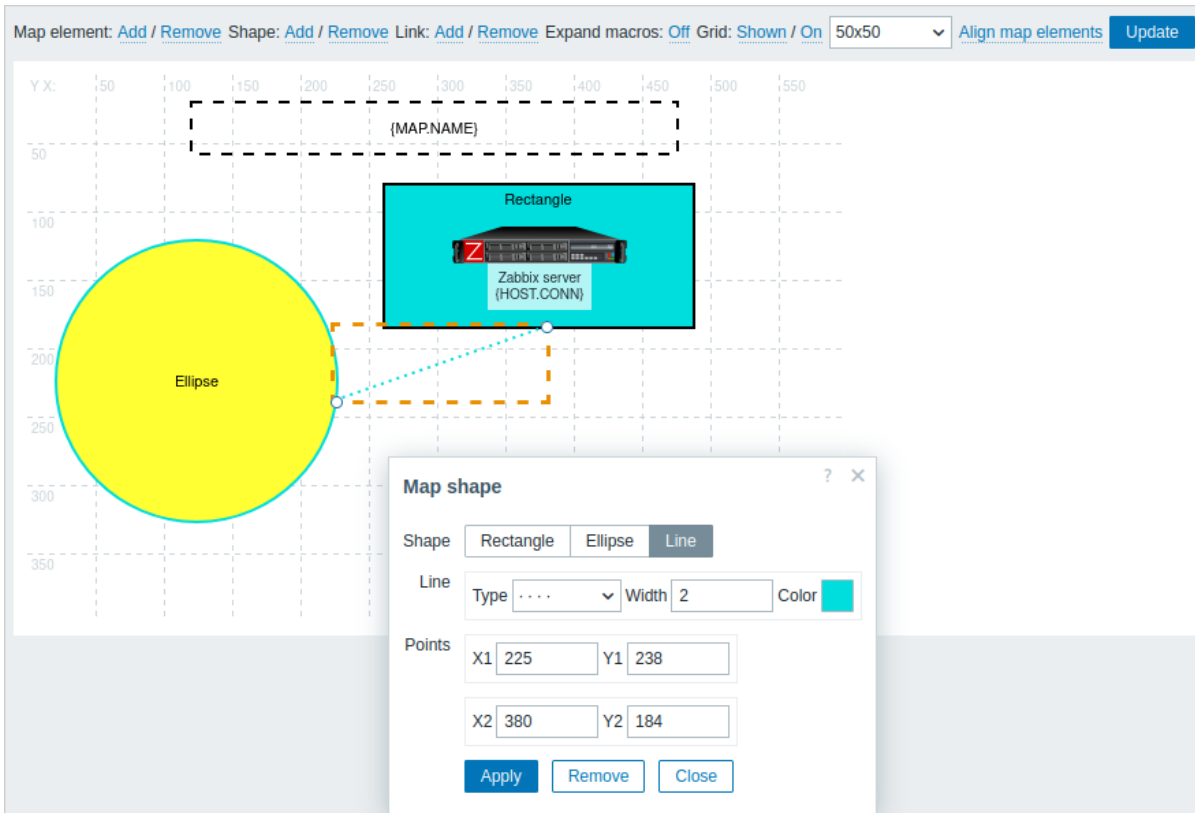 Map element: Add / Remove Shape: Add / Remove Link: Add / Remove Expand macros: Off Grid: Shown / On 50x50 Align map elements Update
Y X: 50 100 150 200 250 300 350 400 450 500 550
{MAP.NAME}
50
Rectangle
100
Z
Zabbix server
150
{HOST.CONN}
200
Ellipse
250
300
350
Map shape ? ×
Shape Rectangle Ellipse Line
Line
Type · · · · Width 2 Color
Points
X1 225 Y1 238
X2 380 Y2 184
Apply Remove Close